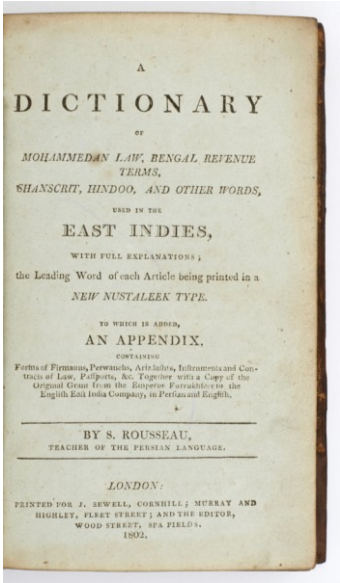 A
DICTIONARY
OF
MOHAMMEDAN LAW, BENGAL REVENUE
TERMS,
SHANSCRIT, HINDOO, AND OTHER WORDS,
USED IN THE
EAST INDIES,
WITH FULL EXPLANATIONS;
the Leading Word of each Article being printed in a
NEW NUSTALEEK TYPE.
TO WHICH IS ADDED,
AN APPENDIX,
CONTAINING
Forms of Firmauns, Perwanehs, Arizdashts, Instruments and Con-
tracts of Law, Passports, &c. Together with a Copy of the
Original Grant from the Emperor Furrukhseer to the
English East India Company, in Persian and English.
BY S. ROUSSEAU,
TEACHER OF THE PERSIAN LANGUAGE.
LONDON:
PRINTED FOR J. SEWELL, CORNHILL; MURRAY AND
HIGHLEY, FLEET STREET; AND THE EDITOR,
WOOD STREET, SPA FIELDS.
1802.